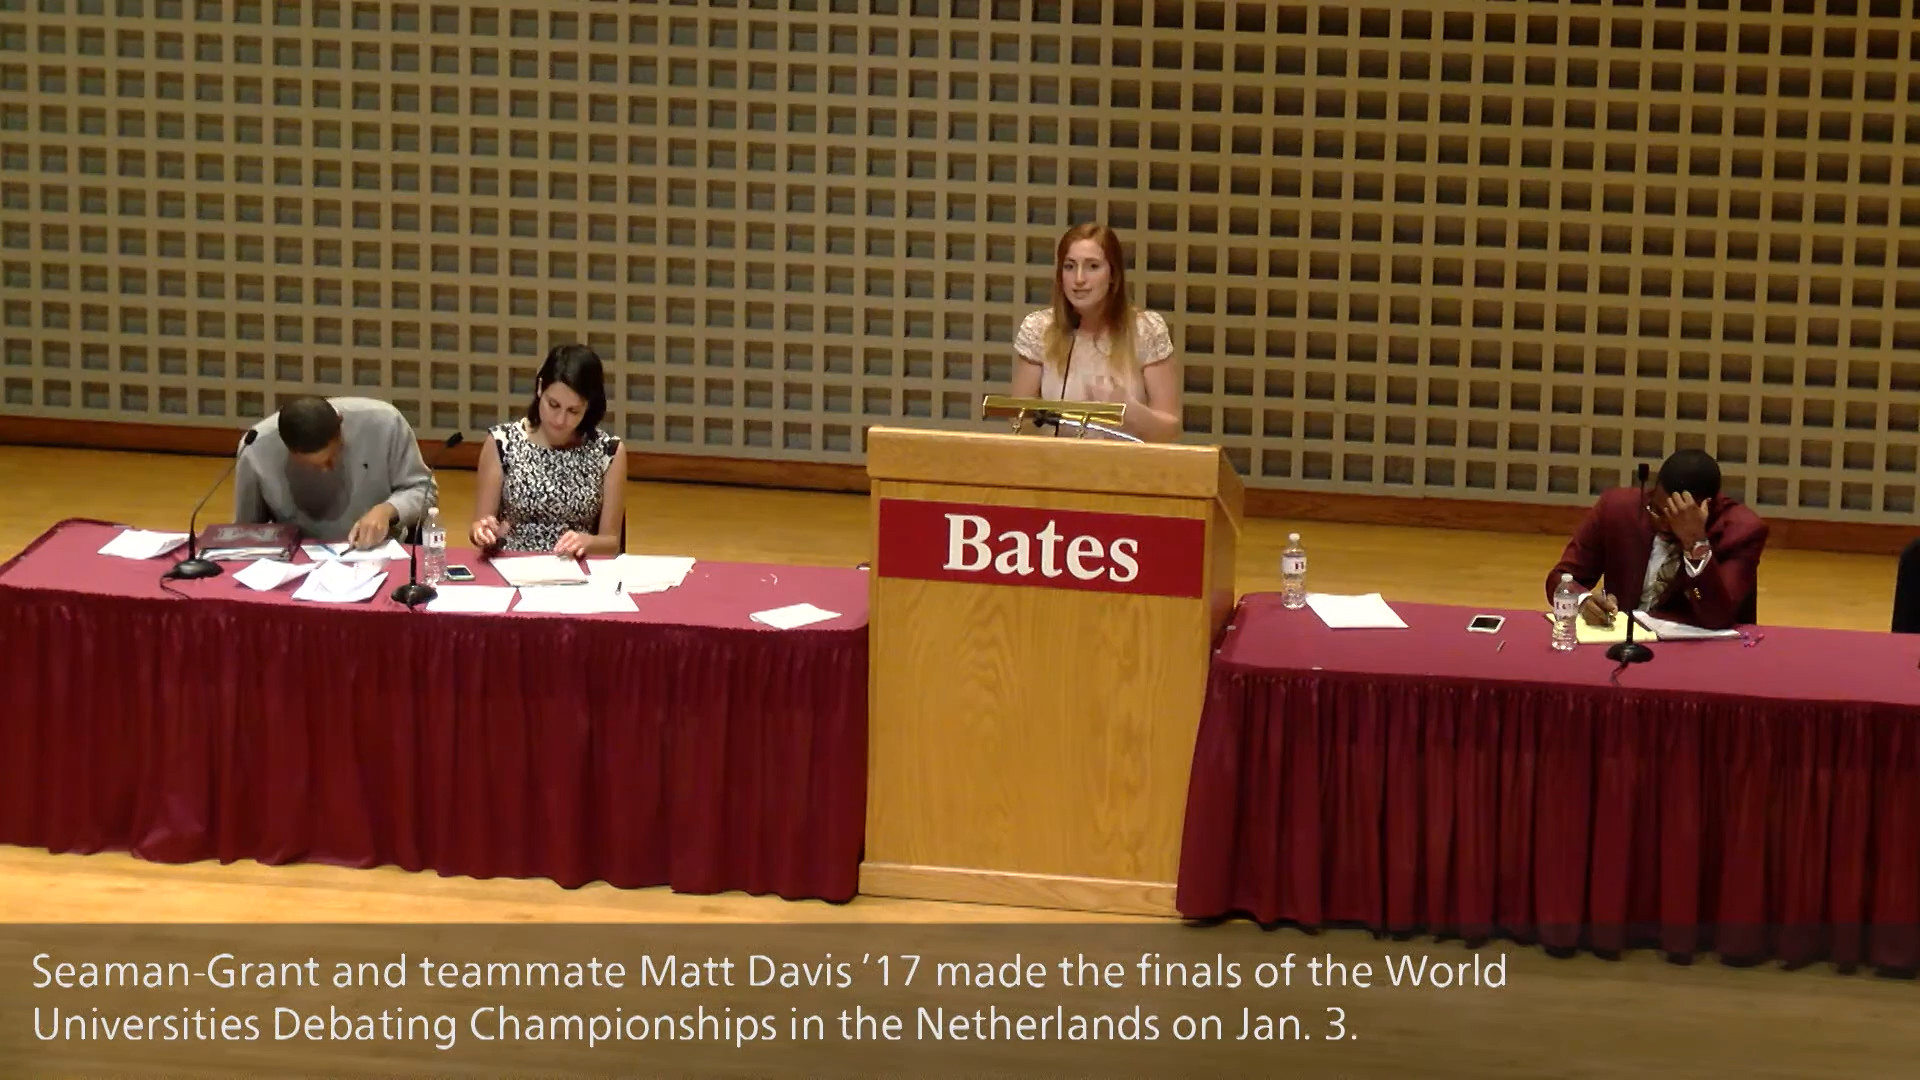 Bates
Seaman-Grant and teammate Matt Davis ’17 made the finals of the World
Universities Debating Championships in the Netherlands on Jan. 3.